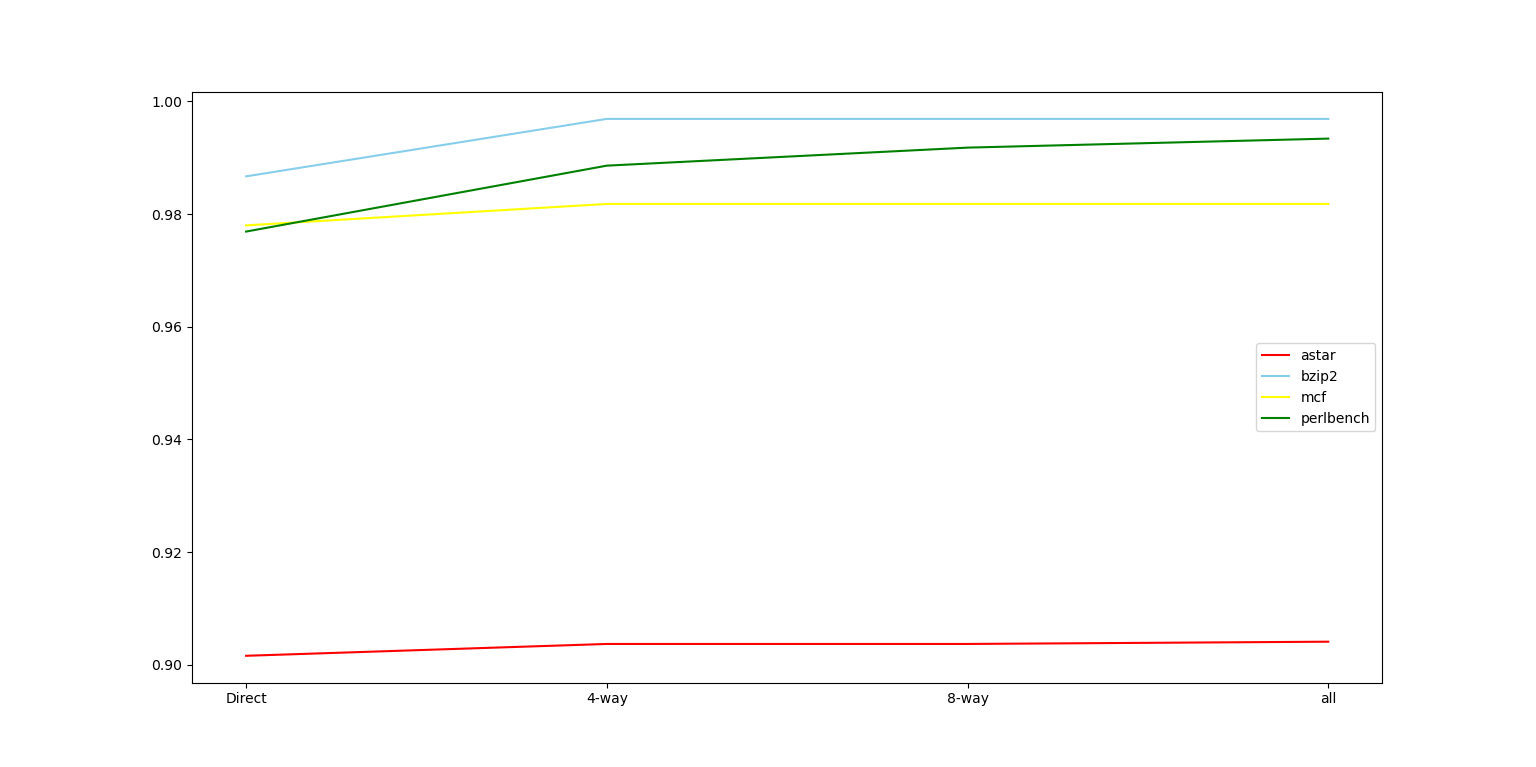 1.00
0.98
0.96
0.94
0.92
0.90
Direct
4-way
8-way
all
astar
bzip2
mcf
perlbench